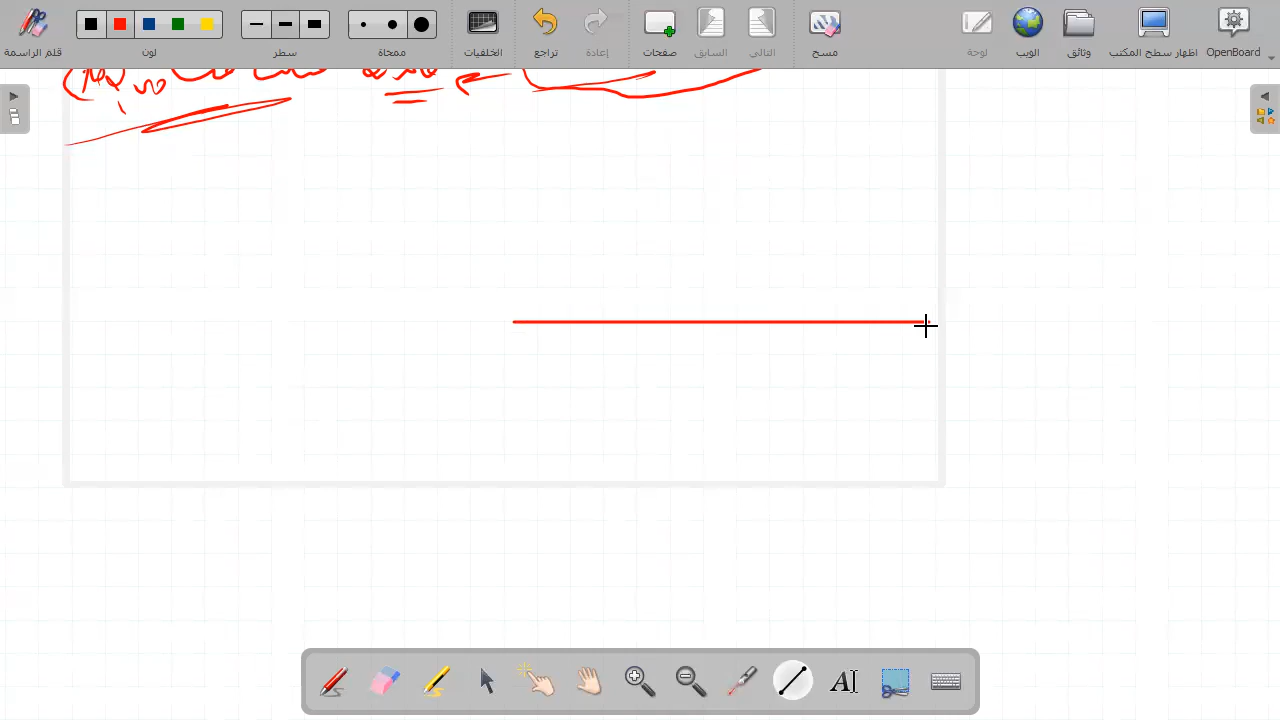 قلم الراسمة
لون
سطر
ممحاة
الخلفيات
تراجع
إعادة
صفحات
السابق
التالي
مسح
لوحة
الويب
وثائق
اظهار سطح المكتب
OpenBoard